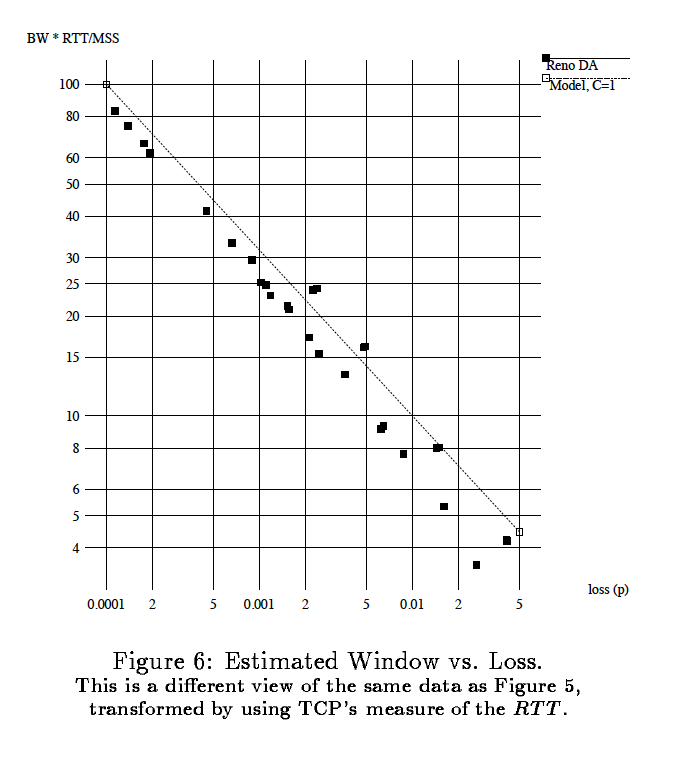 BW * RTT/MSS
Reno DA
Model, C=1
100
80
60
50
40
30
25
20
15
10
8
6
5
4
loss (p)
0.0001 2 5 0.001 2 5 0.01 2 5
Figure 6: Estimated Window vs. Loss.
This is a different view of the same data as Figure 5,
transformed by using TCP's measure of the RTT.